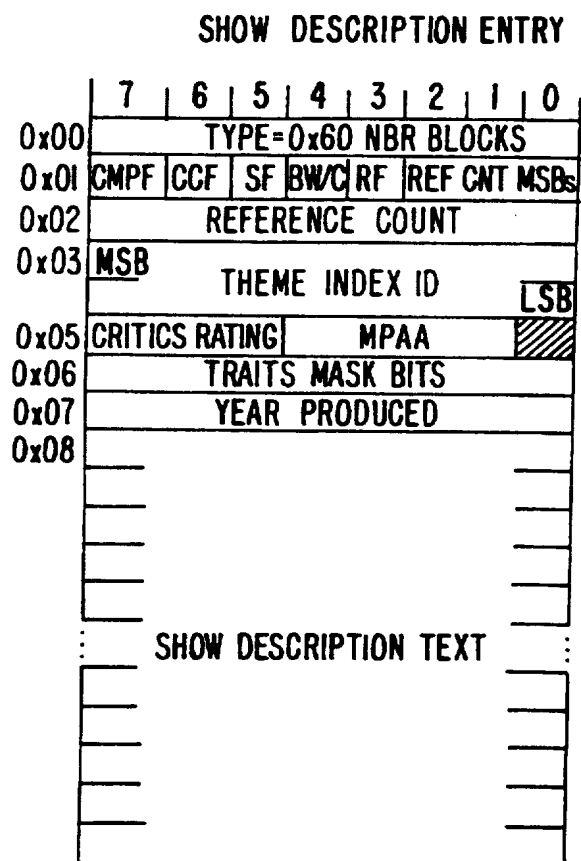 SHOW DESCRIPTION ENTRY
7 6 5 4 3 2 1 0
0x00 TYPE=0x60 NBR BLOCKS
0x01 CMPF CCF SF BW/C RF REF CNT MSBs
0x02 REFERENCE COUNT
0x03 MSB
THEME INDEX ID
LSB
0x05 CRITICS RATING MPAA
0x06 TRAITS MASK BITS
0x07 YEAR PRODUCED
0x08
SHOW DESCRIPTION TEXT